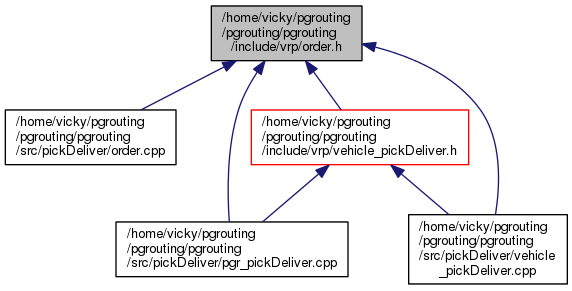 /home/vicky/pgrouting
/pgrouting/pgrouting
/include/vrp/order.h
/home/vicky/pgrouting
/pgrouting/pgrouting
/src/pickDeliver/order.cpp
/home/vicky/pgrouting
/pgrouting/pgrouting
/include/vrp/vehicle_pickDeliver.h
/home/vicky/pgrouting
/pgrouting/pgrouting
/src/pickDeliver/pgr_pickDeliver.cpp
/home/vicky/pgrouting
/pgrouting/pgrouting
/src/pickDeliver/vehicle
_pickDeliver.cpp